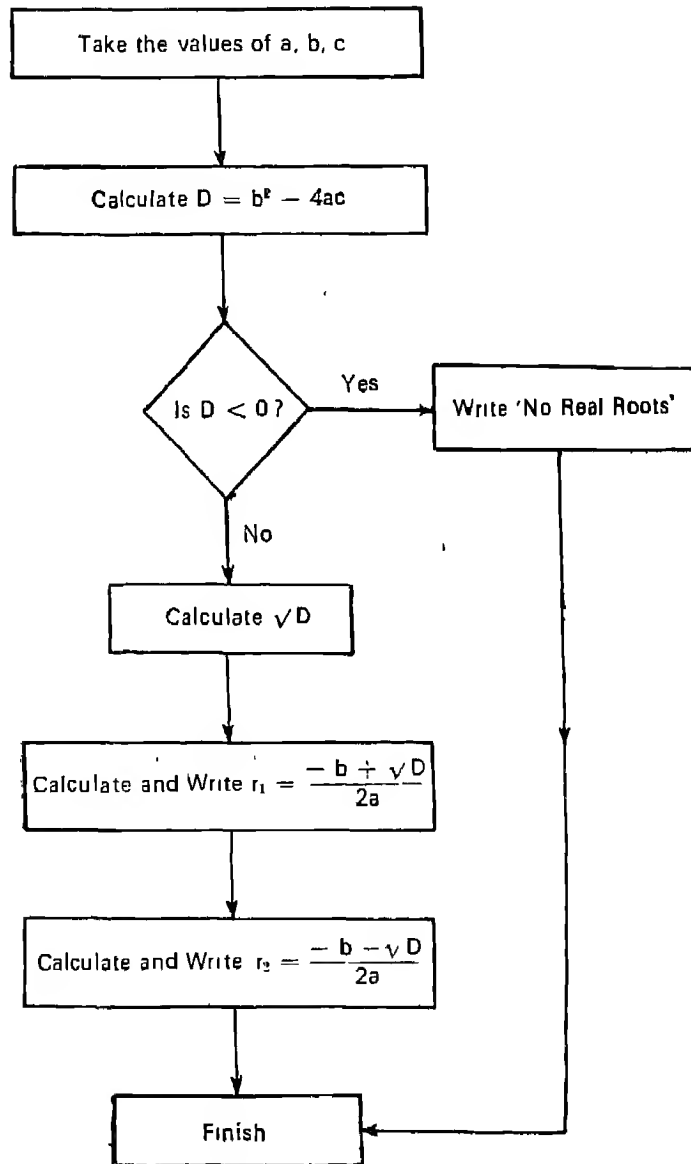 Take the values of a, b, c
Calculate D = b² − 4ac
Is D < 0?
Yes
Write 'No Real Roots'
No
Calculate √D
Calculate and Write r₁ = (− b + √D) / 2a
Calculate and Write r₂ = (− b − √D) / 2a
Finish